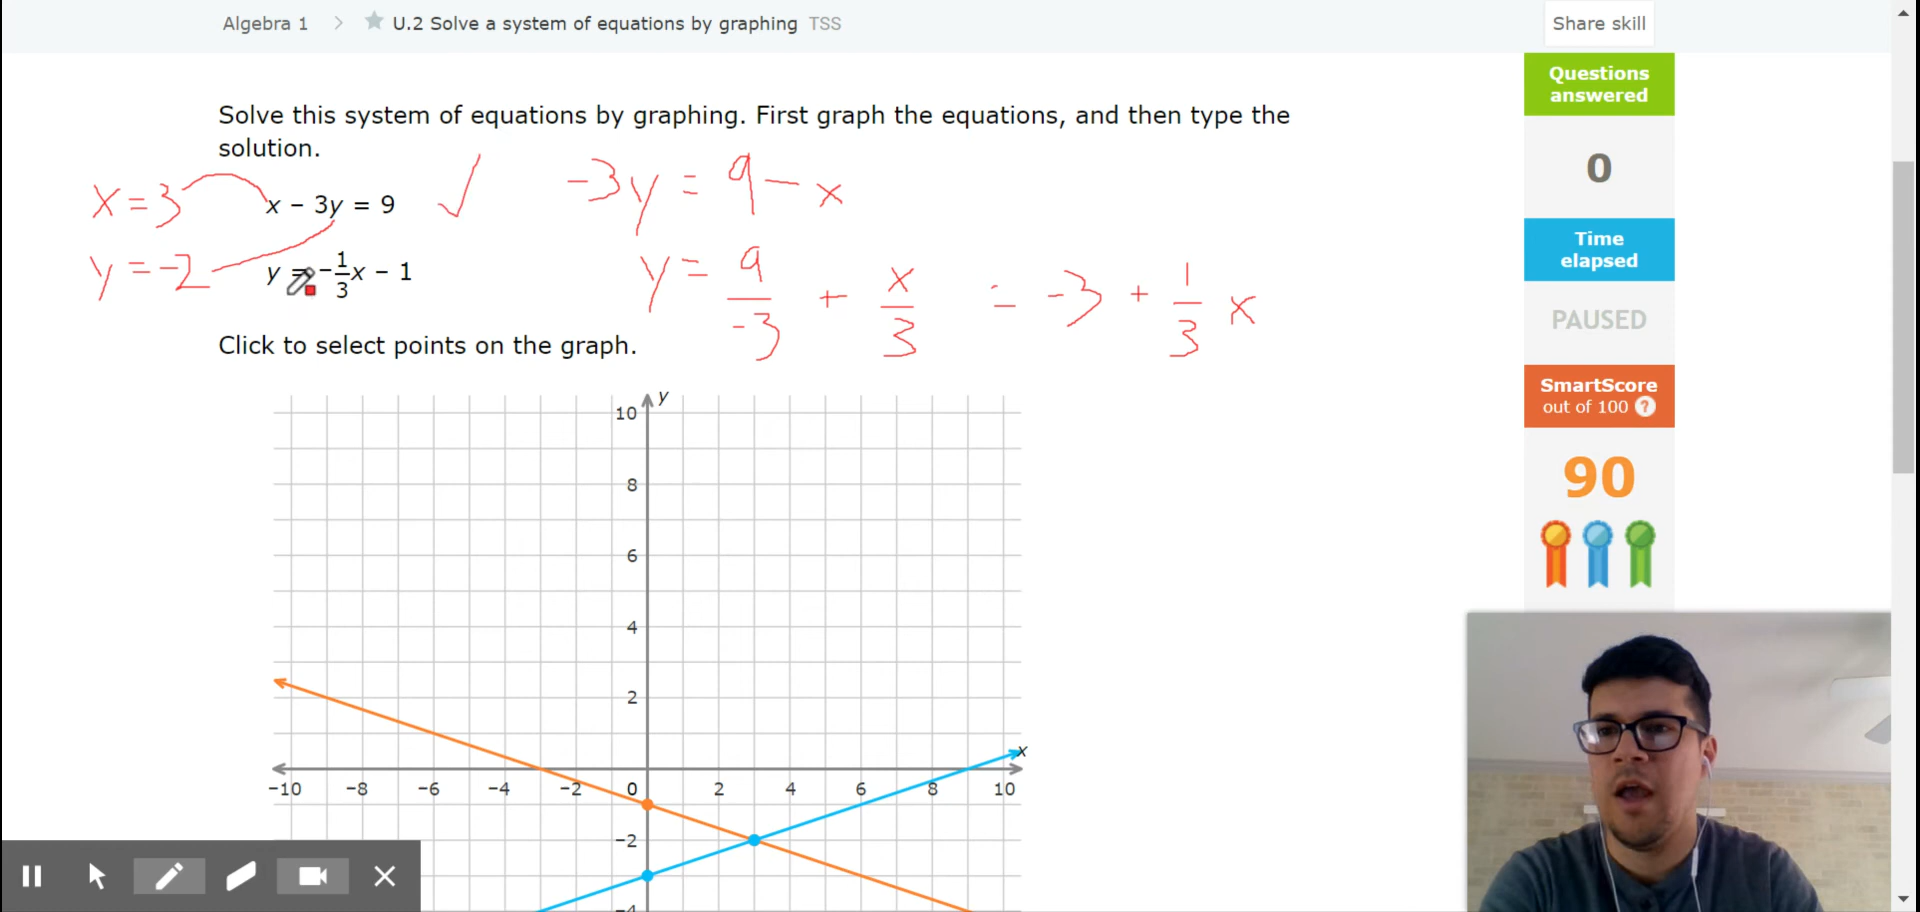 Algebra 1 > U.2 Solve a system of equations by graphing TSS
Share skill
Questions
answered
0
Time
elapsed
PAUSED
SmartScore
out of 100 ?
90
Solve this system of equations by graphing. First graph the equations, and then type the
solution.
x = 3
x − 3y = 9
-3y = 9 - x
y = -2
y = -1/3x − 1
y = 9/-3 + x/3 = -3 + 1/3 x
Click to select points on the graph.
y
10
8
6
4
2
x
−10 −8 −6 −4 −2 0 2 4 6 8 10
−2
−4